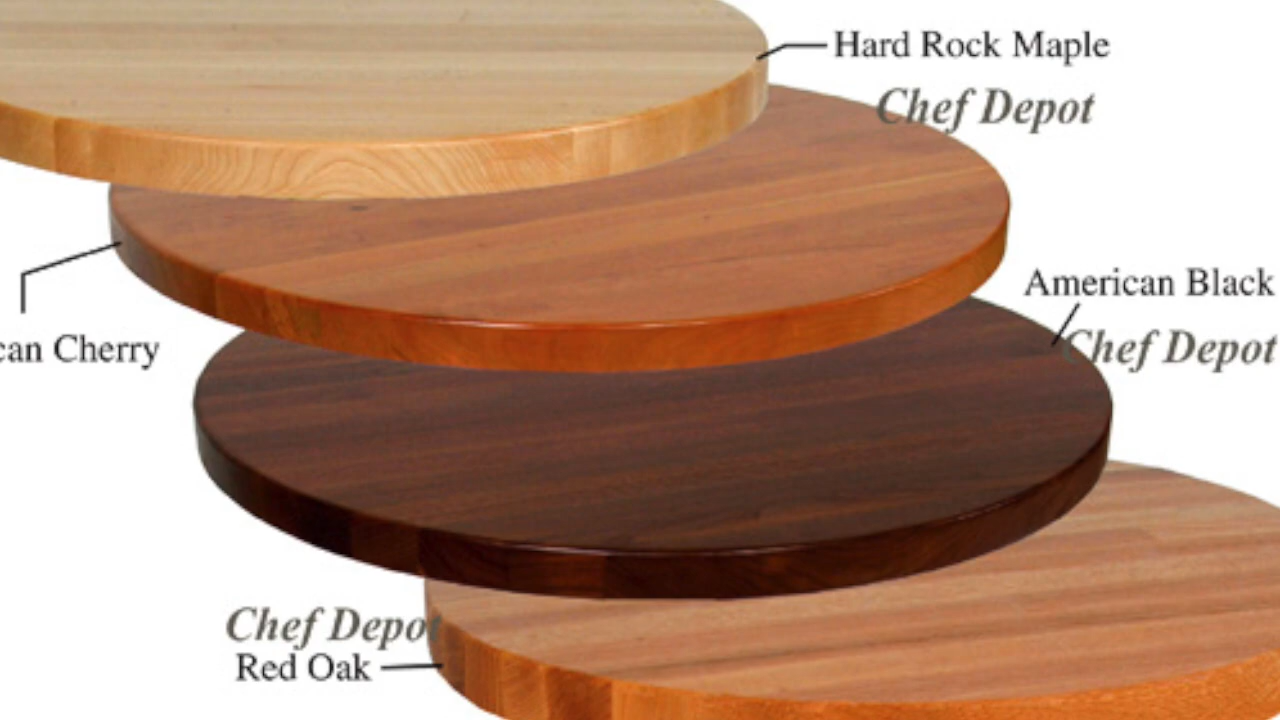 Hard Rock Maple
Chef Depot
American Black
Chef Depot
can Cherry
Chef Depot
Red Oak